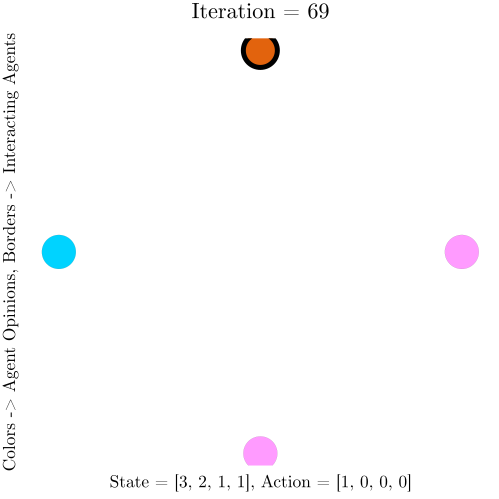 Iteration = 69
Colors -> Agent Opinions, Borders -> Interacting Agents
State = [3, 2, 1, 1], Action = [1, 0, 0, 0]